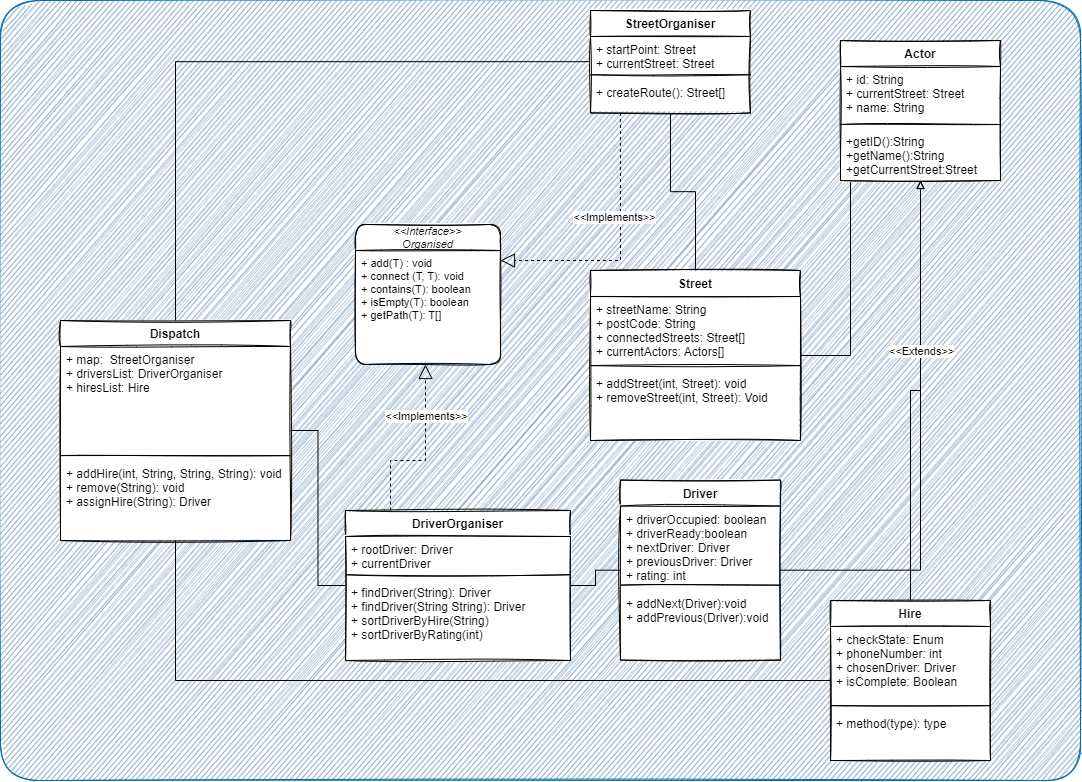 StreetOrganiser
+ startPoint: Street
+ currentStreet: Street
+ createRoute(): Street[]
Actor
+ id: String
+ currentStreet: Street
+ name: String
+getID():String
+getName():String
+getCurrentStreet:Street
<<Implements>>
<<Interface>>
Organised
+ add(T) : void
+ connect (T, T): void
+ contains(T): boolean
+ isEmpty(T): boolean
+ getPath(T): T[]
Street
+ streetName: String
+ postCode: String
+ connectedStreets: Street[]
+ currentActors: Actors[]
+ addStreet(int, Street): void
+ removeStreet(int, Street): Void
<<Extends>>
Dispatch
+ map:  StreetOrganiser
+ driversList: DriverOrganiser
+ hiresList: Hire
+ addHire(int, String, String, String): void
+ remove(String): void
+ assignHire(String): Driver
<<Implements>>
DriverOrganiser
+ rootDriver: Driver
+ currentDriver
+ findDriver(String): Driver
+ findDriver(String String): Driver
+ sortDriverByHire(String)
+ sortDriverByRating(int)
Driver
+ driverOccupied: boolean
+ driverReady:boolean
+ nextDriver: Driver
+ previousDriver: Driver
+ rating: int
+ addNext(Driver):void
+ addPrevious(Driver):void
Hire
+ checkState: Enum
+ phoneNumber: int
+ chosenDriver: Driver
+ isComplete: Boolean
+ method(type): type